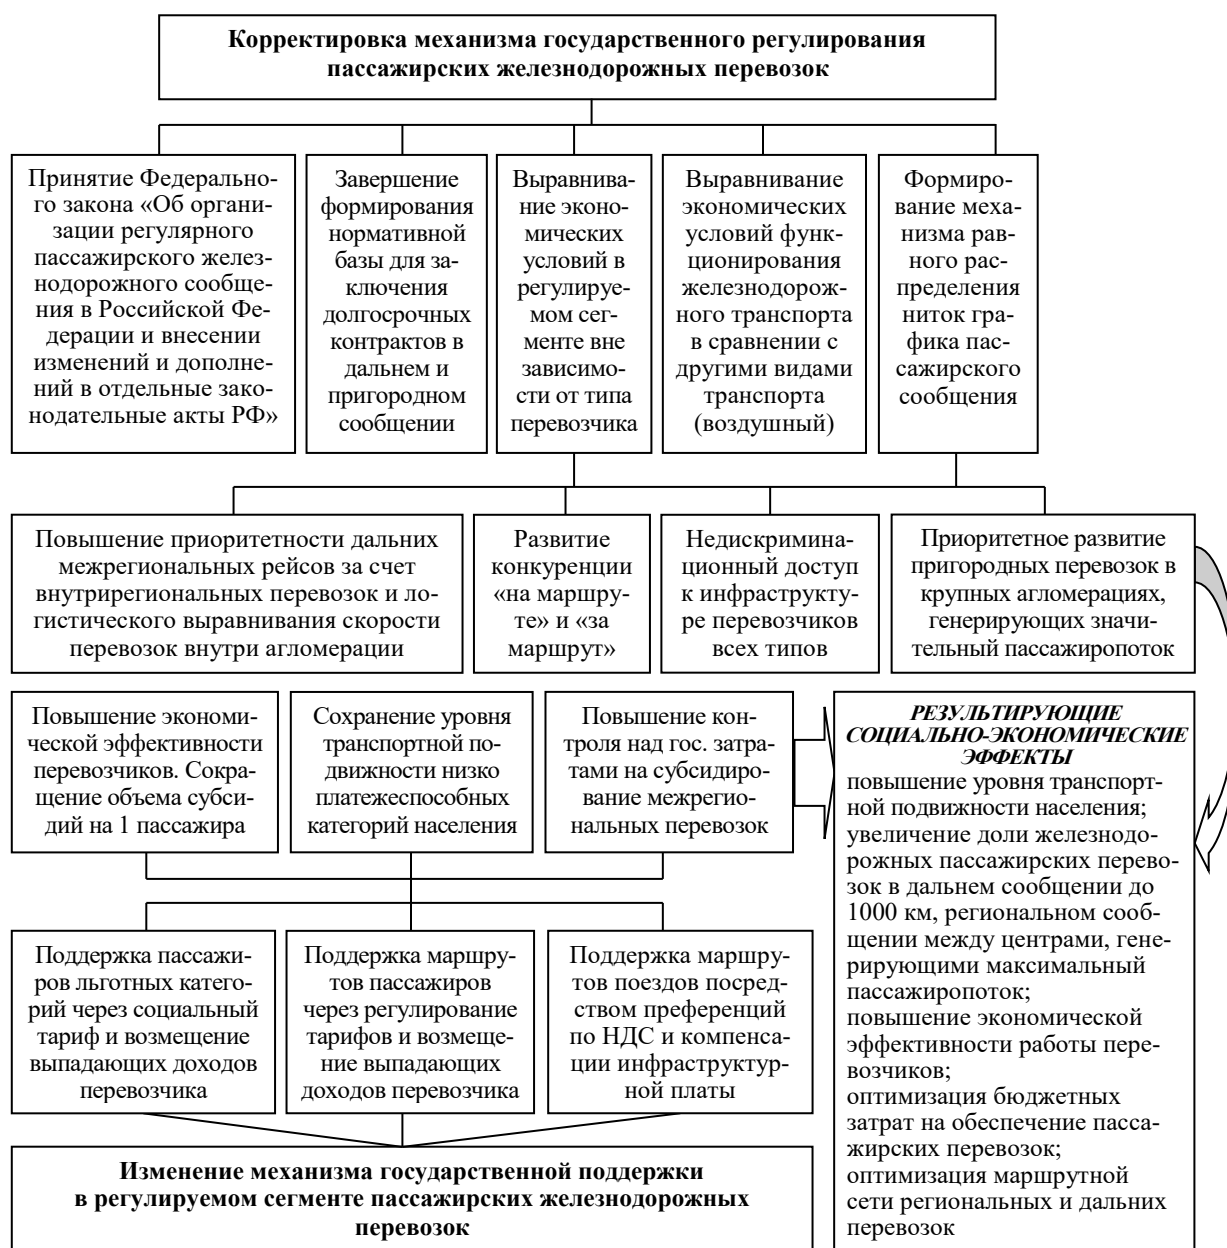 Корректировка механизма государственного регулирования
пассажирских железнодорожных перевозок
Принятие Федерально-
го закона «Об органи-
зации регулярного
пассажирского желез-
нодорожного сообще-
ния в Российской Фе-
дерации и внесении
изменений и дополне-
ний в отдельные зако-
нодательные акты РФ»
Завершение
формирования
нормативной
базы для за-
ключения
долгосрочных
контрактов в
дальнем и
пригородном
сообщении
Выравнива-
ние эконо-
мических
условий в
регулируе-
мом сег-
менте вне
зависимо-
сти от типа
перевозчика
Выравнивание
экономических
условий функ-
ционирования
железнодорож-
ного транспорта
в сравнении с
другими видами
транспорта
(воздушный)
Формиро-
вание меха-
низма рав-
ного рас-
пределения
ниток гра-
фика пас-
сажирского
сообщения
Повышение приоритетности дальних
межрегиональных рейсов за счет
внутрирегиональных перевозок и ло-
гистического выравнивания скорости
перевозок внутри агломерации
Развитие
конкуренции
«на маршру-
те» и «за
маршрут»
Недискримина-
ционный доступ
к инфраструкту-
ре перевозчиков
всех типов
Приоритетное развитие
пригородных перевозок в
крупных агломерациях,
генерирующих значи-
тельный пассажиропоток
Повышение экономи-
ческой эффективности
перевозчиков. Сокра-
щение объема субси-
дий на 1 пассажира
Сохранение уровня
транспортной по-
движности низко
платежеспособных
категорий населения
Повышение кон-
троля над гос. затра-
тами на субсидиро-
вание межрегио-
нальных перевозок
РЕЗУЛЬТИРУЮЩИЕ
СОЦИАЛЬНО-ЭКОНОМИЧЕСКИЕ
ЭФФЕКТЫ
повышение уровня транспорт-
ной подвижности населения;
увеличение доли железнодо-
рожных пассажирских перево-
зок в дальнем сообщении до
1000 км, региональном сооб-
щении между центрами, гене-
рирующими максимальный
пассажиропоток;
повышение экономической
эффективности работы пере-
возчиков;
оптимизация бюджетных
затрат на обеспечение пасса-
жирских перевозок;
оптимизация маршрутной
сети региональных и дальних
перевозок
Поддержка пассажи-
ров льготных катего-
рий через социальный
тариф и возмещение
выпадающих доходов
перевозчика
Поддержка маршру-
тов пассажиров
через регулирование
тарифов и возмеще-
ние выпадающих
доходов перевозчика
Поддержка маршру-
тов поездов посред-
ством преференций
по НДС и компенса-
ции инфраструктур-
ной платы
Изменение механизма государственной поддержки
в регулируемом сегменте пассажирских железнодорожных
перевозок